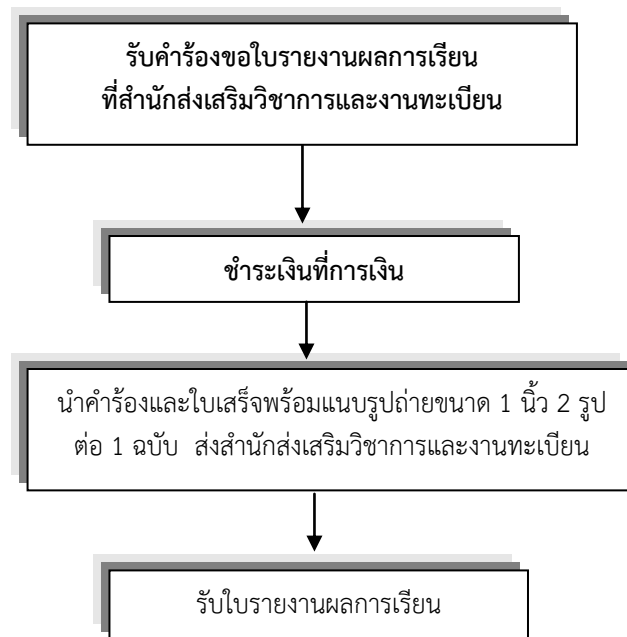 รับคำร้องขอใบรายงานผลการเรียน
ที่สำนักส่งเสริมวิชาการและงานทะเบียน
ชำระเงินที่การเงิน
นำคำร้องและใบเสร็จพร้อมแนบรูปถ่ายขนาด 1 นิ้ว 2 รูป
ต่อ 1 ฉบับ ส่งสำนักส่งเสริมวิชาการและงานทะเบียน
รับใบรายงานผลการเรียน